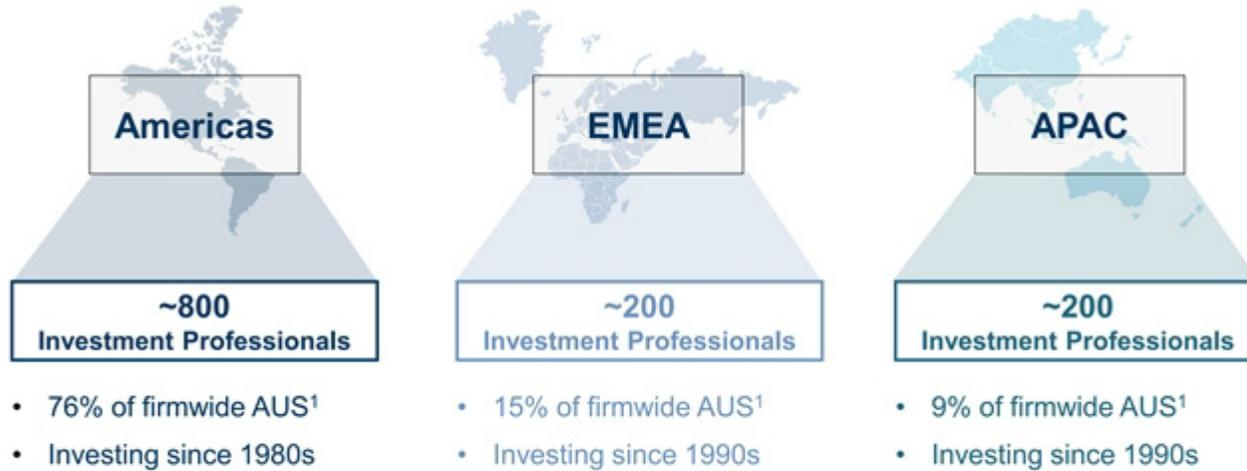 Americas
~800
Investment Professionals
• 76% of firmwide AUS¹
• Investing since 1980s
EMEA
~200
Investment Professionals
• 15% of firmwide AUS¹
• Investing since 1990s
APAC
~200
Investment Professionals
• 9% of firmwide AUS¹
• Investing since 1990s